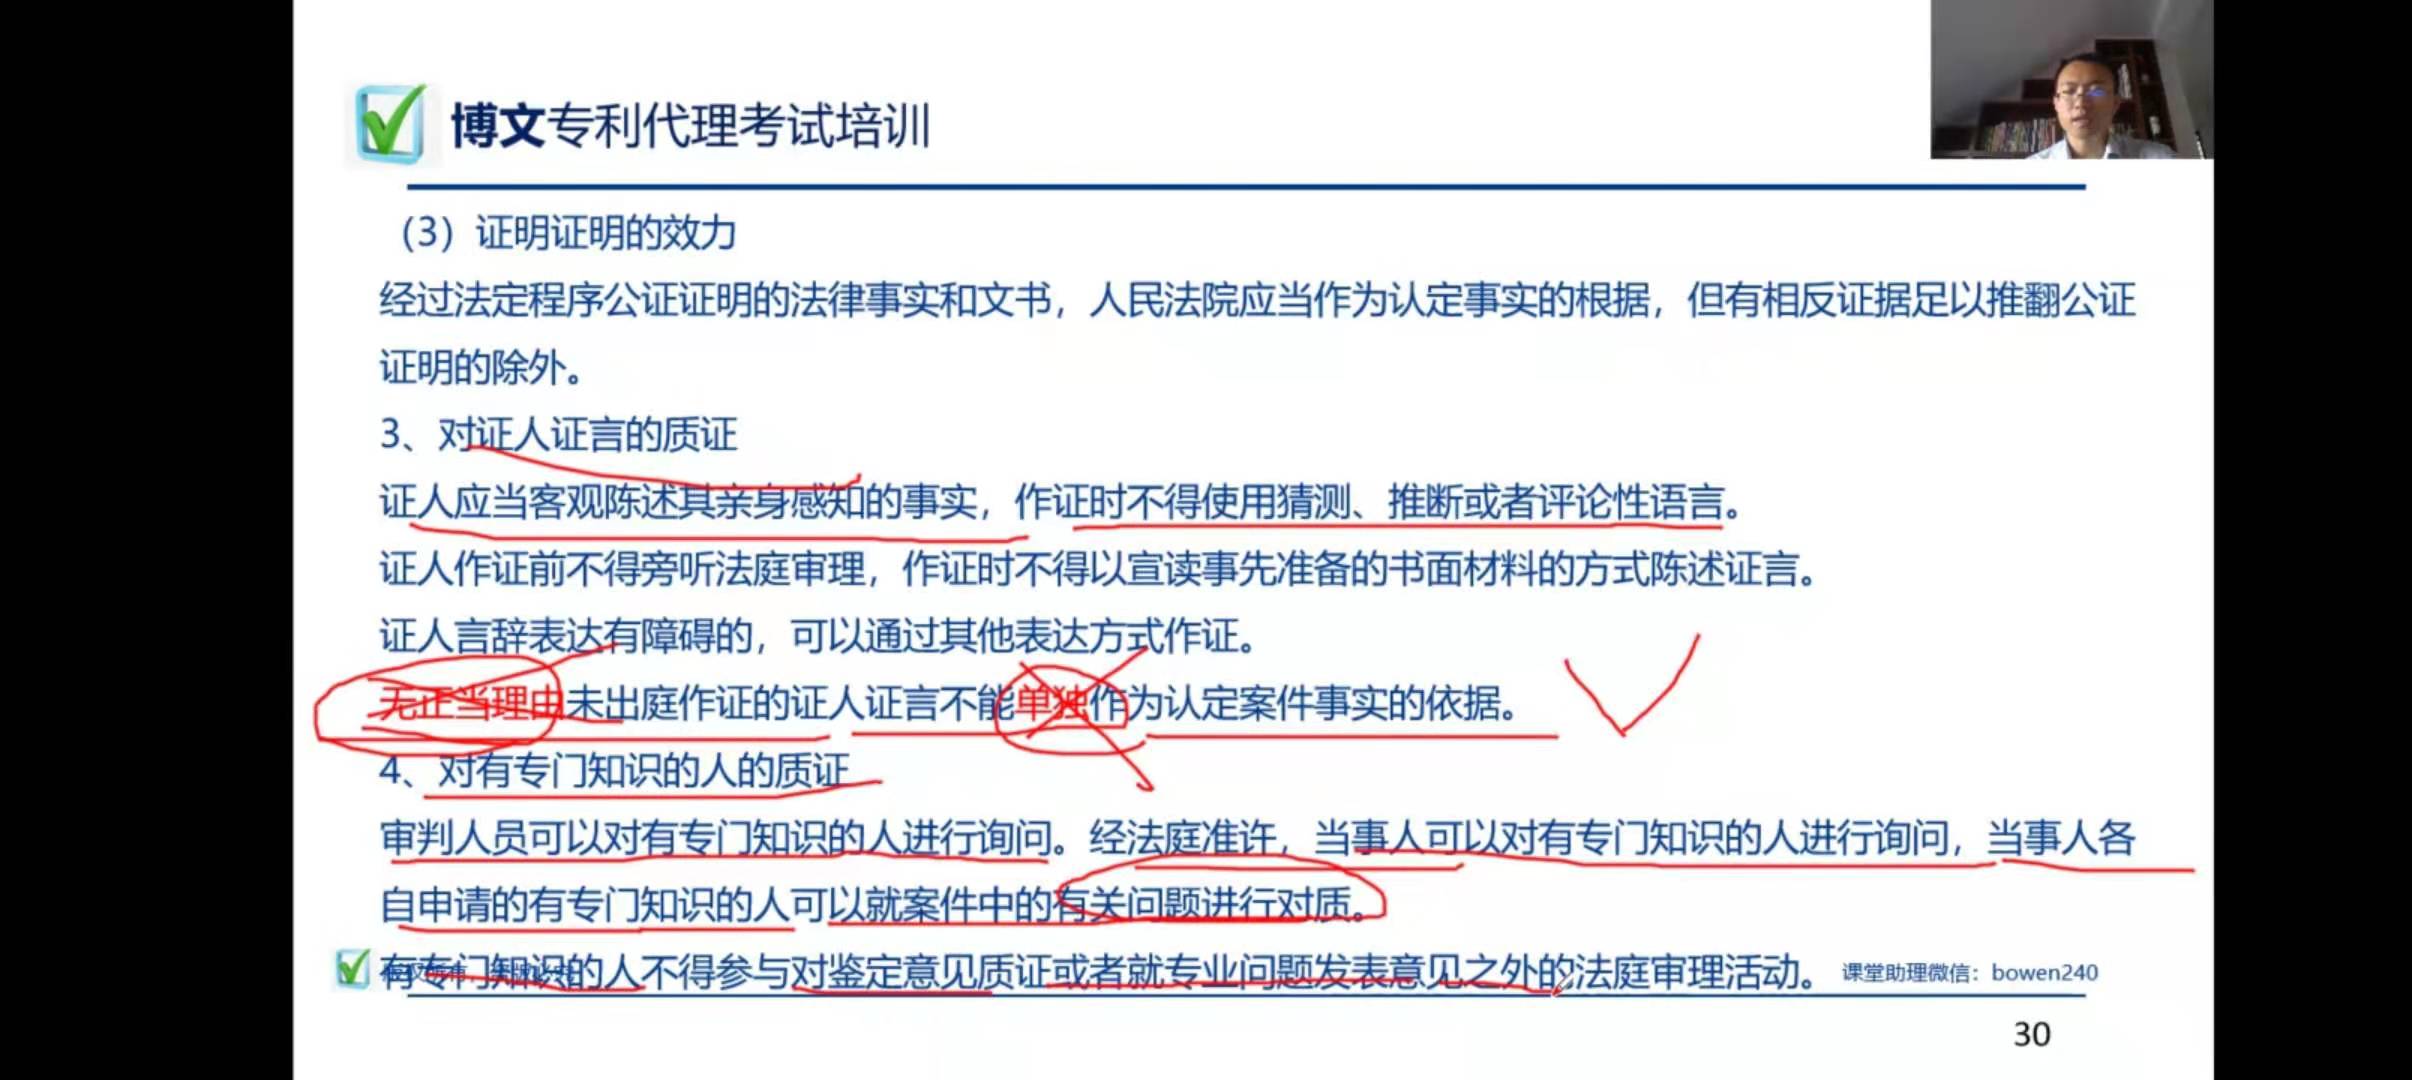 博文专利代理考试培训
（3）证明证明的效力
经过法定程序公证证明的法律事实和文书，人民法院应当作为认定事实的根据，但有相反证据足以推翻公证
证明的除外。
3、对证人证言的质证
证人应当客观陈述其亲身感知的事实，作证时不得使用猜测、推断或者评论性语言。
证人作证前不得旁听法庭审理，作证时不得以宣读事先准备的书面材料的方式陈述证言。
证人言辞表达有障碍的，可以通过其他表达方式作证。
无正当理由未出庭作证的证人证言不能单独作为认定案件事实的依据。
4、对有专门知识的人的质证
审判人员可以对有专门知识的人进行询问。经法庭准许，当事人可以对有专门知识的人进行询问，当事人各
自申请的有专门知识的人可以就案件中的有关问题进行对质。
有专门知识的人不得参与对鉴定意见质证或者就专业问题发表意见之外的法庭审理活动。
课堂助理微信：bowen240
30